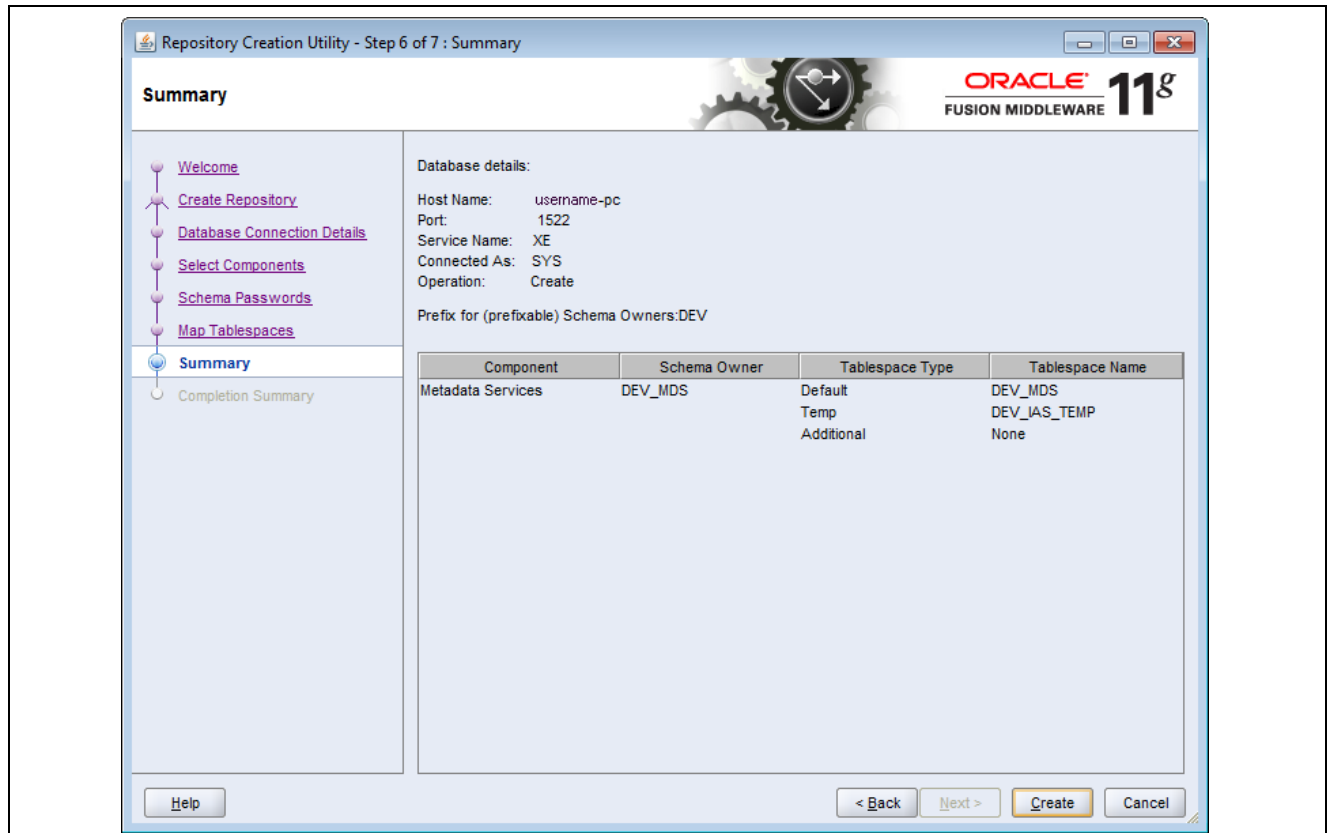 Repository Creation Utility - Step 6 of 7 : Summary
Summary
ORACLE
FUSION MIDDLEWARE 11g
Welcome
Create Repository
Database Connection Details
Select Components
Schema Passwords
Map Tablespaces
Summary
Completion Summary
Database details:
Host Name: username-pc
Port: 1522
Service Name: XE
Connected As: SYS
Operation: Create
Prefix for (prefixable) Schema Owners:DEV
Component Schema Owner Tablespace Type Tablespace Name
Metadata Services DEV_MDS Default DEV_MDS
Temp DEV_IAS_TEMP
Additional None
Help < Back Next > Create Cancel